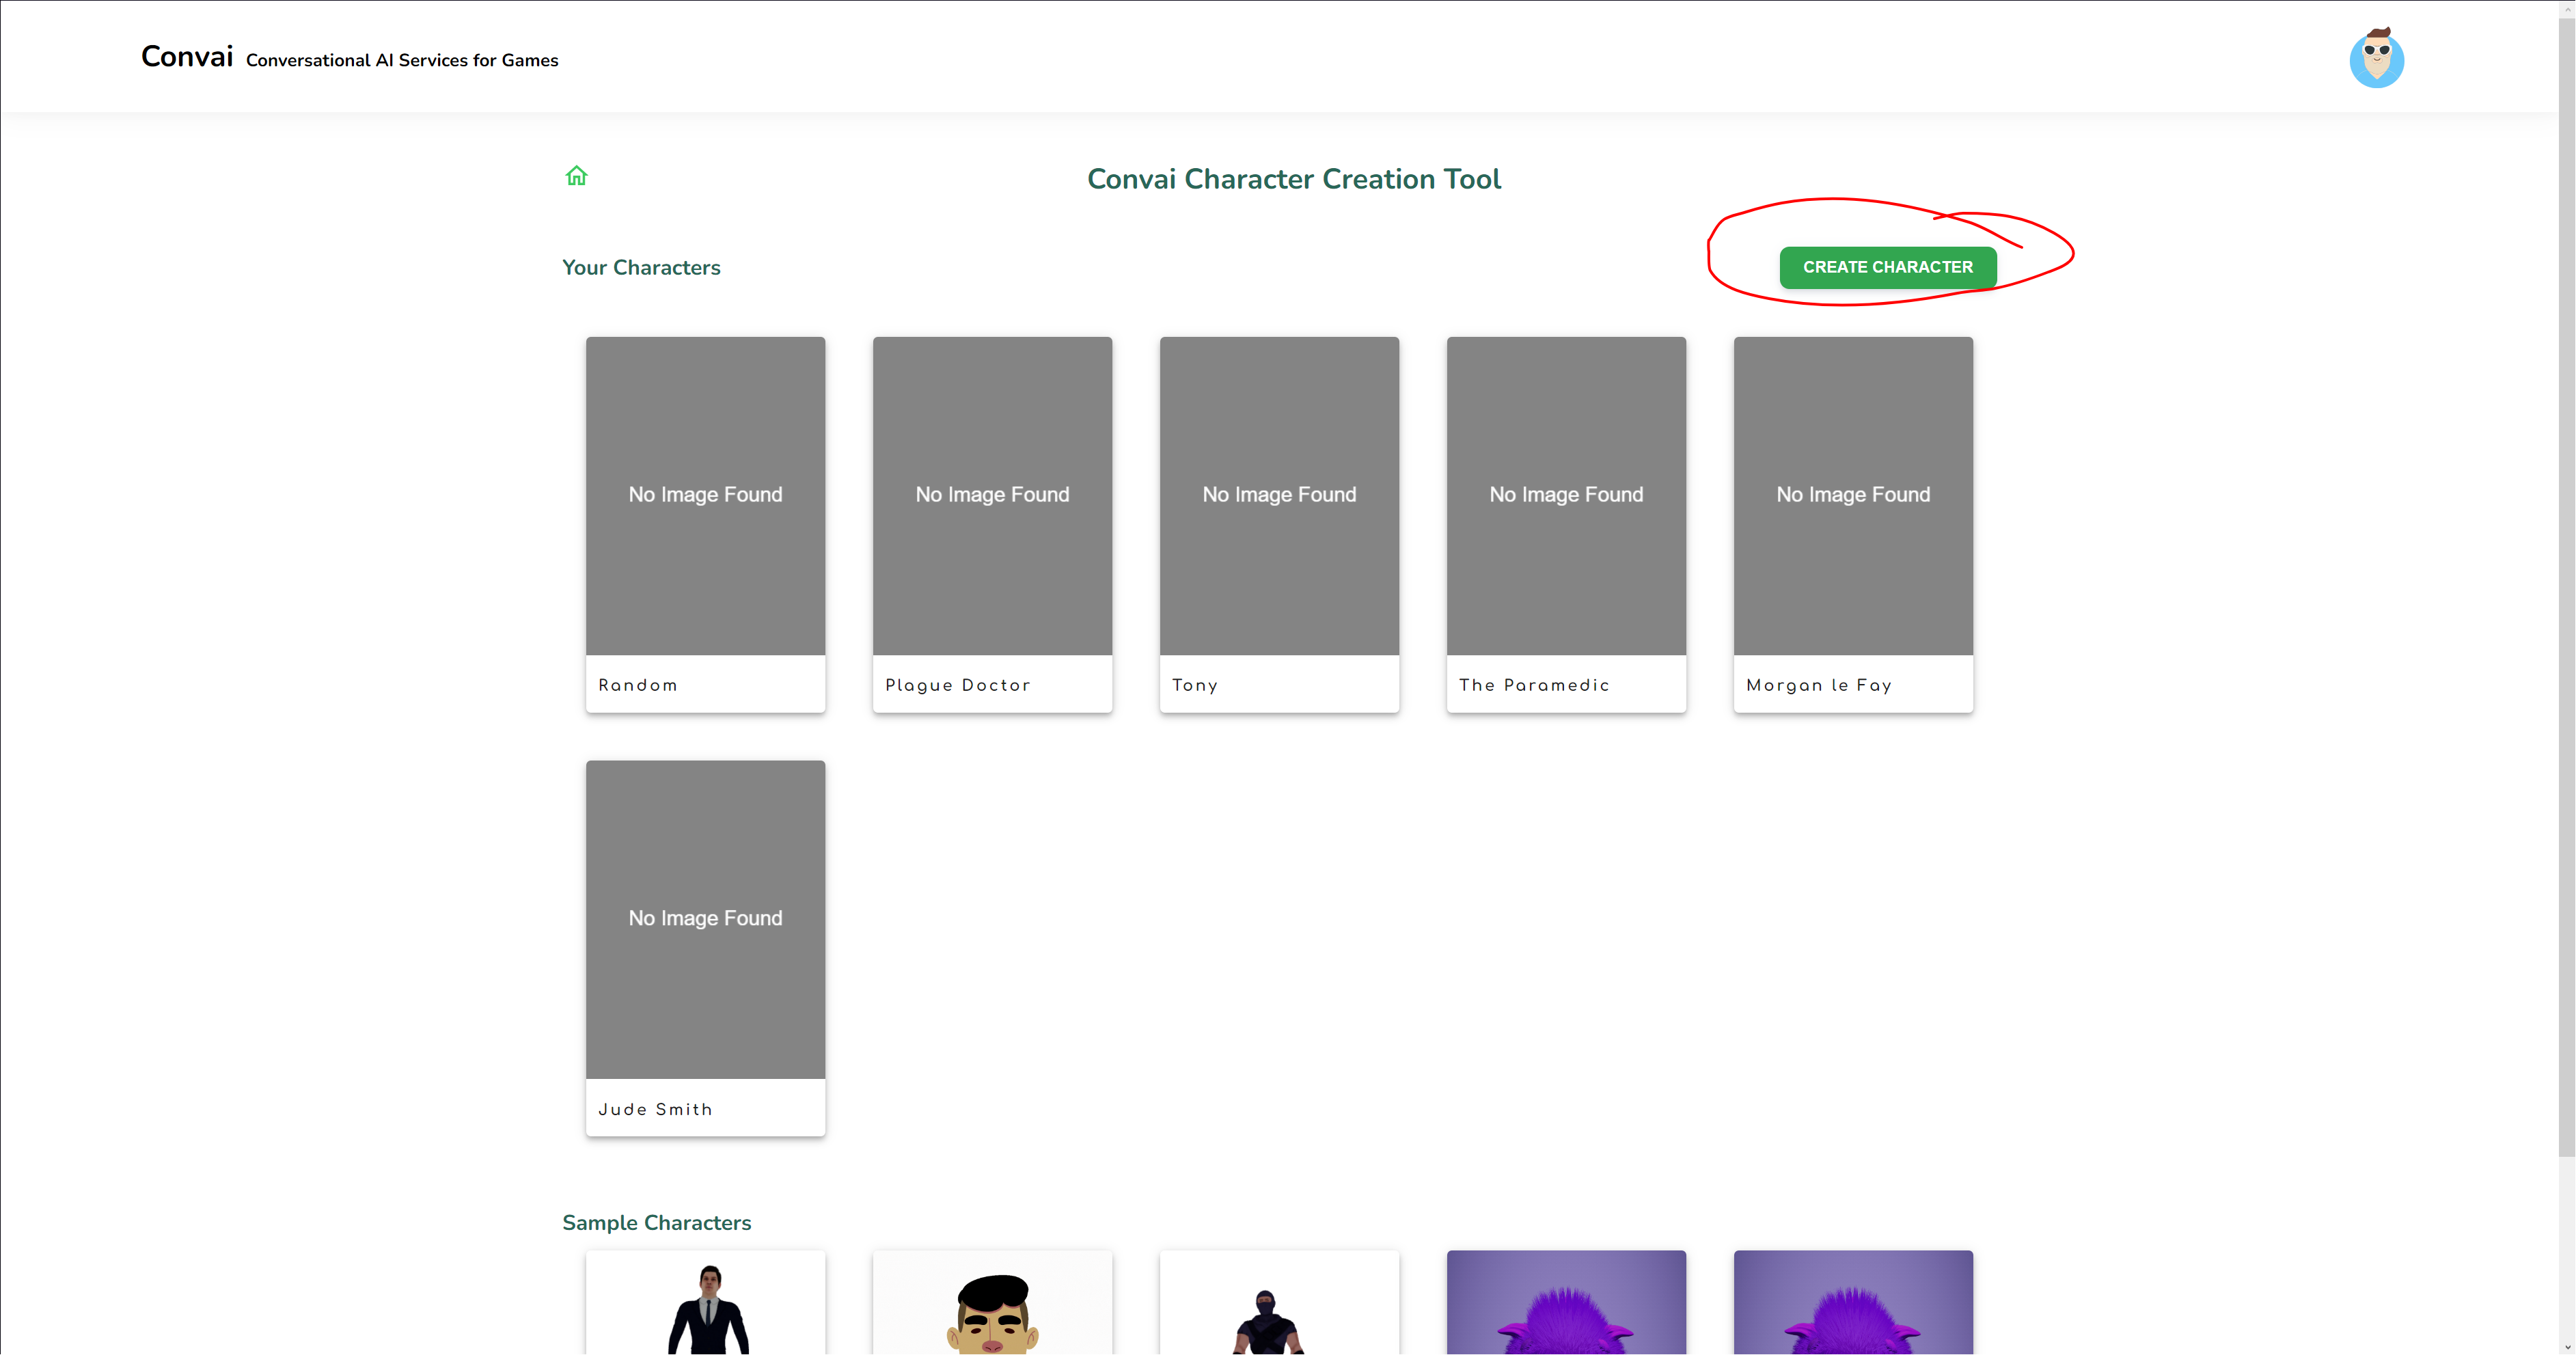 Convai Conversational AI Services for Games
Convai Character Creation Tool
Your Characters
CREATE CHARACTER
No Image Found
No Image Found
No Image Found
No Image Found
No Image Found
Random
Plague Doctor
Tony
The Paramedic
Morgan le Fay
No Image Found
Jude Smith
Sample Characters